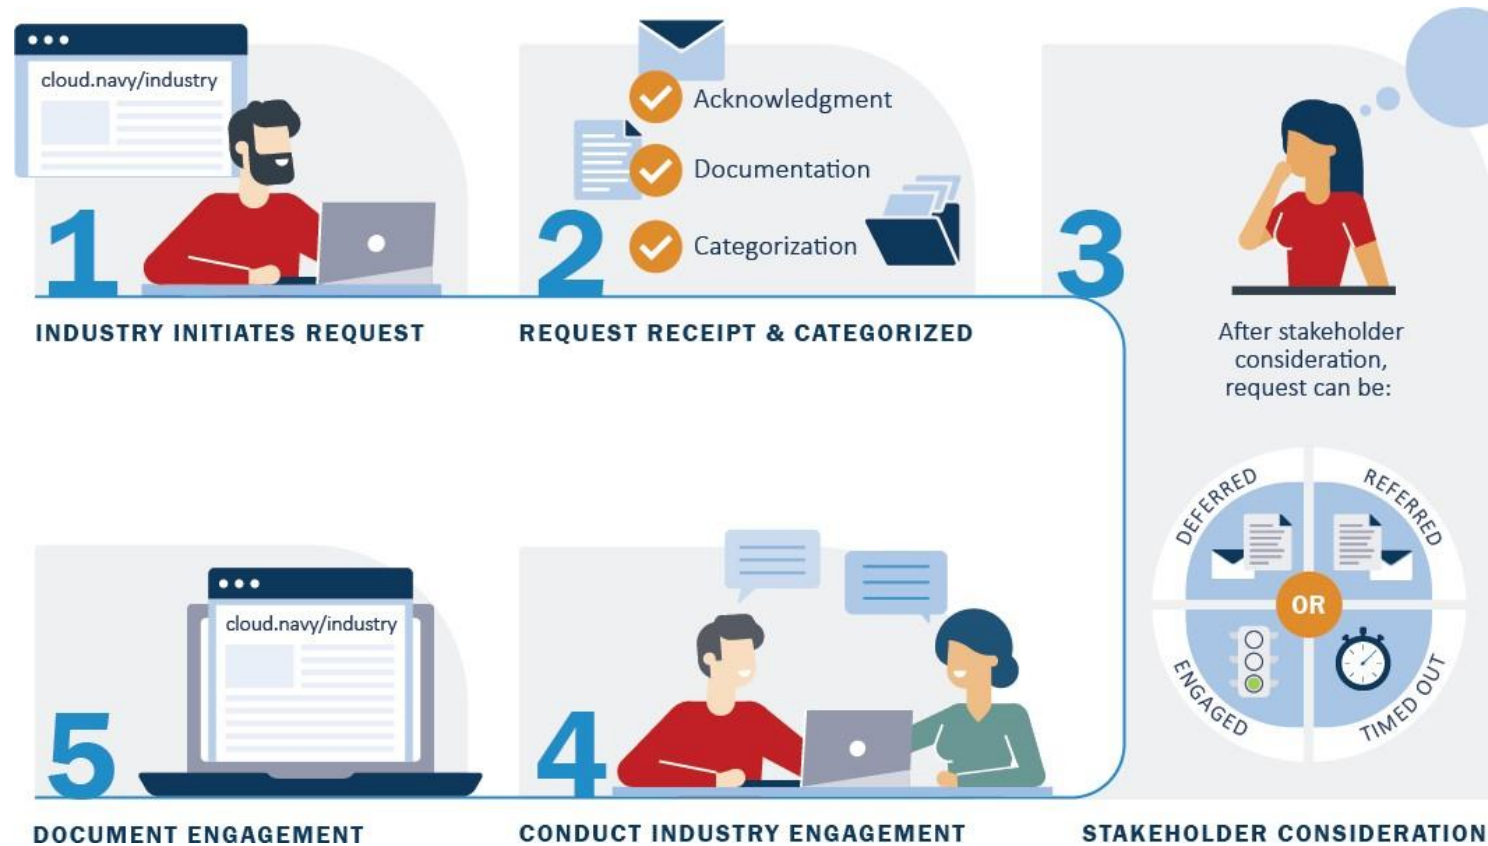 cloud.navy/industry
1
INDUSTRY INITIATES REQUEST
Acknowledgment
Documentation
Categorization
2
REQUEST RECEIPT & CATEGORIZED
3
After stakeholder
consideration,
request can be:
DEFERRED
REFERRED
OR
ENGAGED
TIMED OUT
STAKEHOLDER CONSIDERATION
4
CONDUCT INDUSTRY ENGAGEMENT
cloud.navy/industry
5
DOCUMENT ENGAGEMENT